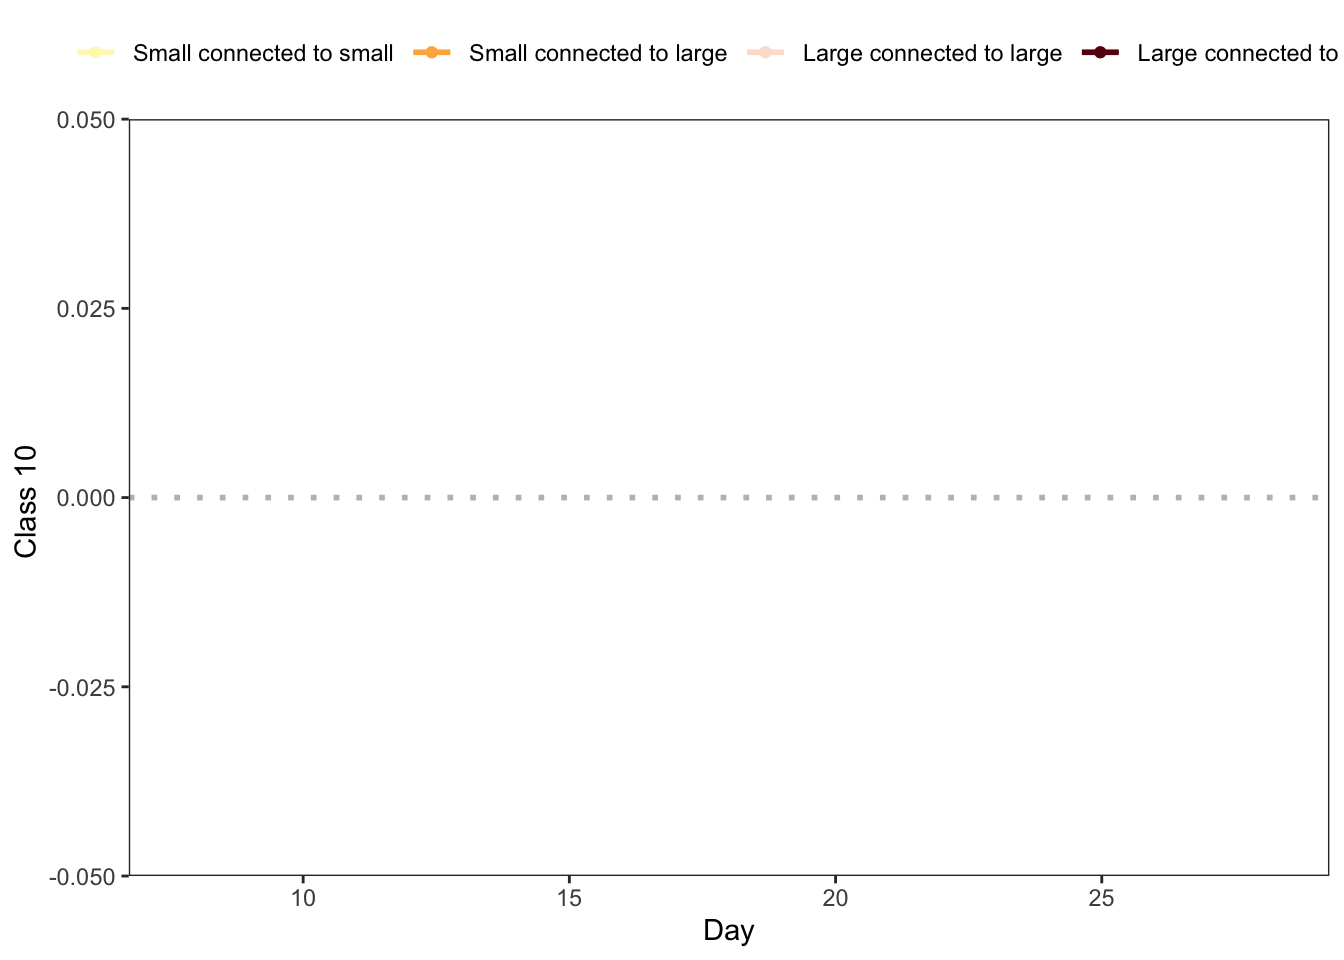 Small connected to small Small connected to large Large connected to large Large connected to
0.050
0.025
0.000
-0.025
-0.050
Class 10
10 15 20 25
Day